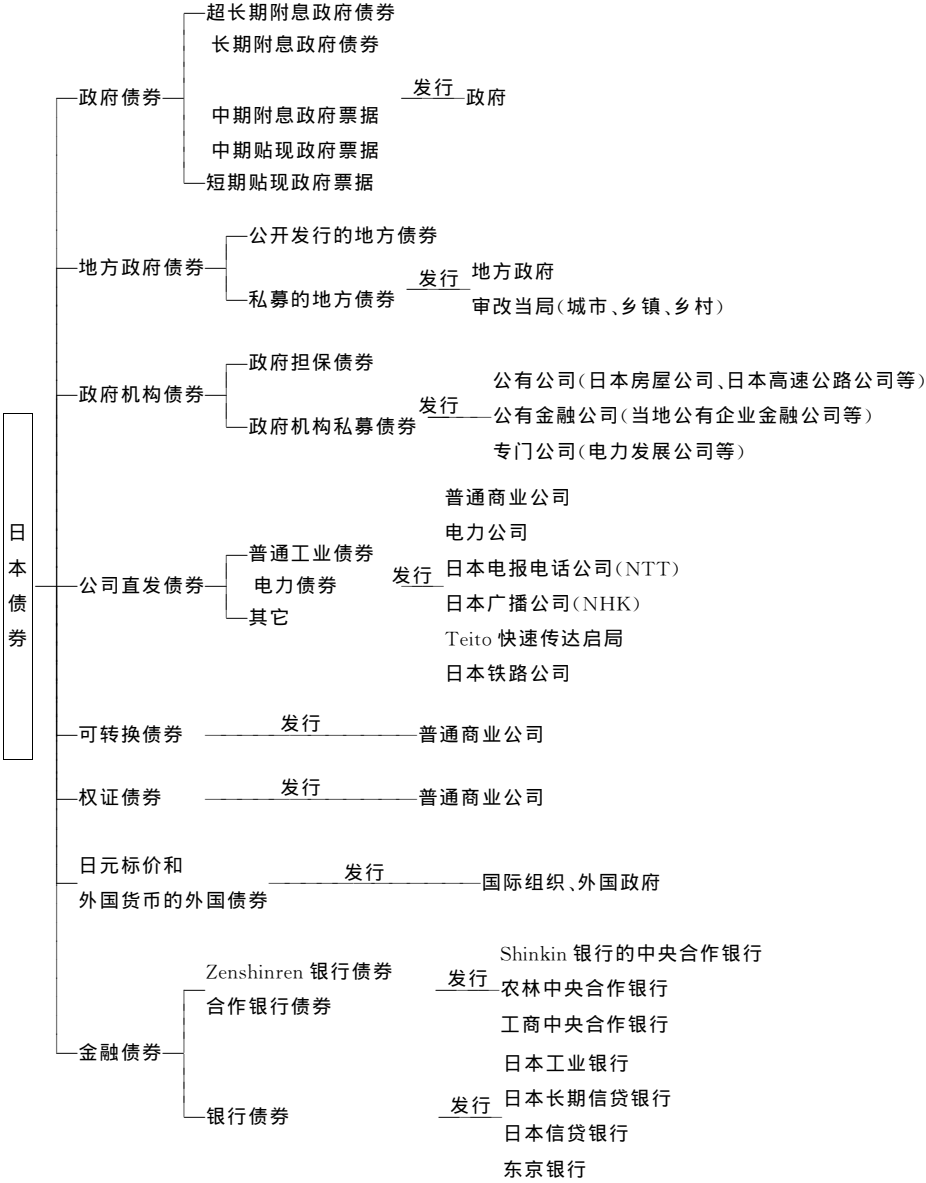 日本债券
政府债券
超长期附息政府债券
长期附息政府债券
中期附息政府票据
中期贴现政府票据
短期贴现政府票据
发行
政府
地方政府债券
公开发行的地方债券
私募的地方债券
发行
地方政府
审改当局(城市、乡镇、乡村)
政府机构债券
政府担保债券
政府机构私募债券
发行
公有公司(日本房屋公司、日本高速公路公司等)
公有金融公司(当地公有企业金融公司等)
专门公司(电力发展公司等)
公司直发债券
普通工业债券
电力债券
其它
发行
普通商业公司
电力公司
日本电报电话公司(NTT)
日本广播公司(NHK)
Teito 快速传达启局
日本铁路公司
可转换债券
发行
普通商业公司
权证债券
发行
普通商业公司
日元标价和
外国货币的外国债券
发行
国际组织、外国政府
金融债券
Zenshinren 银行债券
合作银行债券
发行
Shinkin 银行的中央合作银行
农林中央合作银行
工商中央合作银行
银行债券
发行
日本工业银行
日本长期信贷银行
日本信贷银行
东京银行